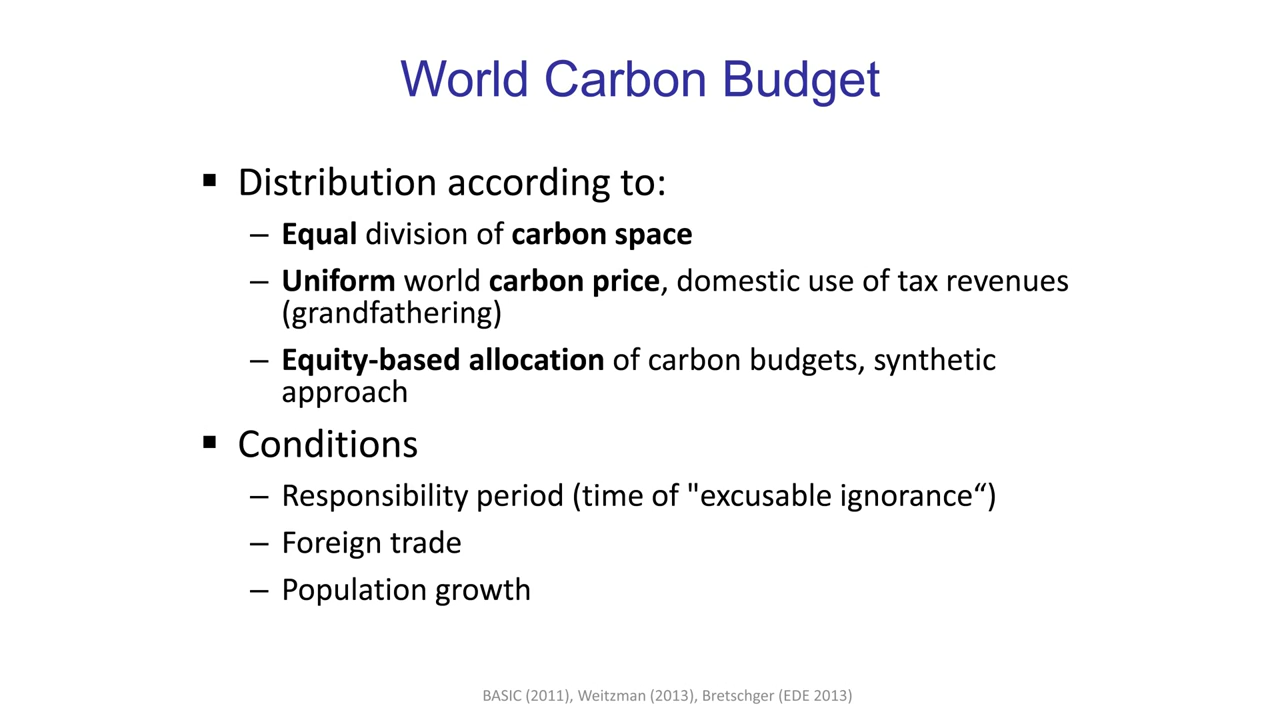 World Carbon Budget
▪ Distribution according to:
– Equal division of carbon space
– Uniform world carbon price, domestic use of tax revenues
(grandfathering)
– Equity-based allocation of carbon budgets, synthetic
approach
▪ Conditions
– Responsibility period (time of "excusable ignorance“)
– Foreign trade
– Population growth
BASIC (2011), Weitzman (2013), Bretschger (EDE 2013)